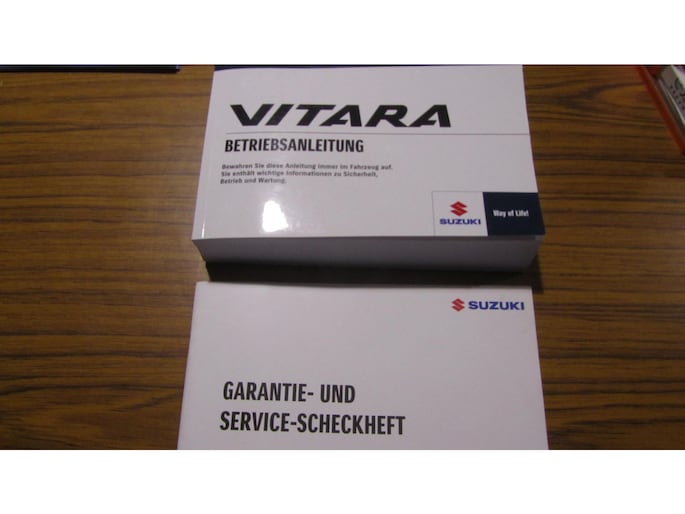 VITARA
BETRIEBSANLEITUNG
Bewahren Sie diese Anleitung immer im Fahrzeug auf.
Sie enthält wichtige Informationen zu Sicherheit,
Betrieb und Wartung.
SUZUKI
Way of Life!
SUZUKI
GARANTIE- UND
SERVICE-SCHECKHEFT